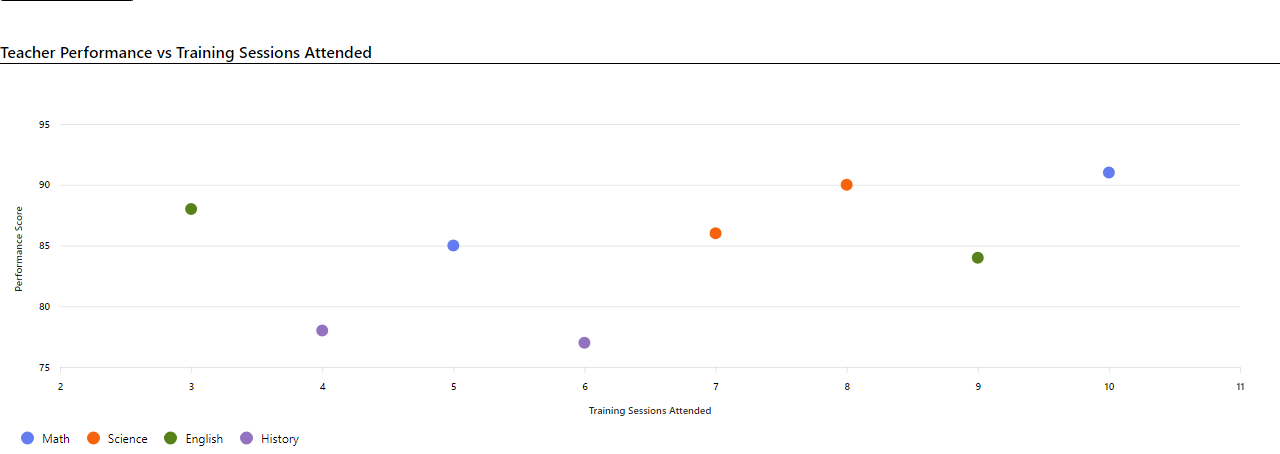 Teacher Performance vs Training Sessions Attended
95
90
85
80
75
Performance Score
2 3 4 5 6 7 8 9 10 11
Training Sessions Attended
Math Science English History